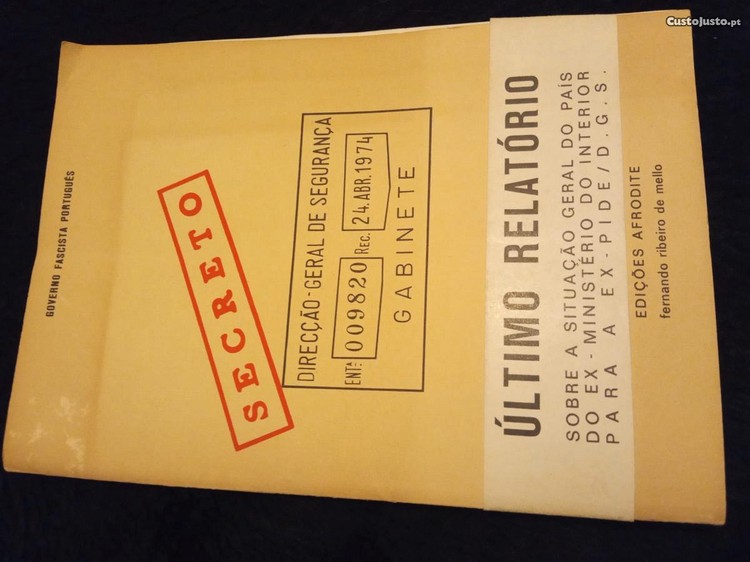 CustoJusto.pt
GOVERNO FASCISTA PORTUGUÊS
SECRETO
DIRECÇÃO-GERAL DE SEGURANÇA
ENTª 009820 REC. 24.ABR.1974
GABINETE
ÚLTIMO RELATÓRIO
SOBRE A SITUAÇÃO GERAL DO PAÍS
DO EX-MINISTÉRIO DO INTERIOR
PARA A EX-PIDE/D.G.S.
EDIÇÕES AFRODITE
fernando ribeiro de mello